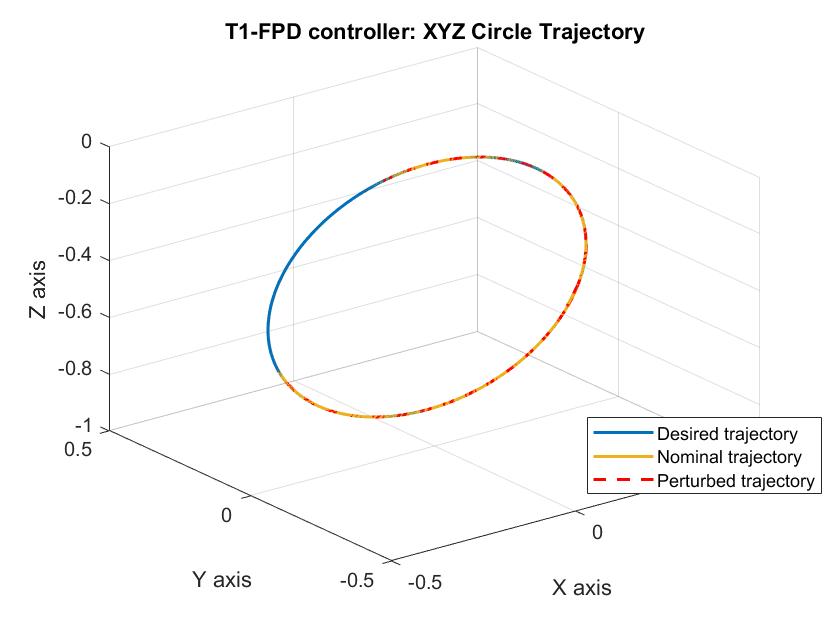 T1-FPD controller: XYZ Circle Trajectory
0
-0.2
-0.4
-0.6
-0.8
-1
Z axis
0.5
0
-0.5
Y axis
-0.5
0
X axis
Desired trajectory
Nominal trajectory
Perturbed trajectory